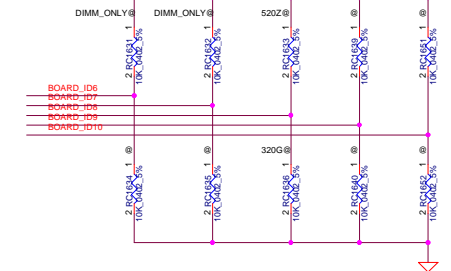 DIMM_ONLY@ DIMM_ONLY@ 520Z@ @ @
1 1 1 1 1
RC1631 RC1632 RC1633 RC1639 RC1651
10K_0402_5% 10K_0402_5% 10K_0402_5% 10K_0402_5% 10K_0402_5%
2 2 2 2 2
BOARD_ID6
BOARD_ID7
BOARD_ID8
BOARD_ID9
BOARD_ID10
@ @ 320G@ @ @
1 1 1 1 1
RC1634 RC1635 RC1636 RC1640 RC1652
10K_0402_5% 10K_0402_5% 10K_0402_5% 10K_0402_5% 10K_0402_5%
2 2 2 2 2